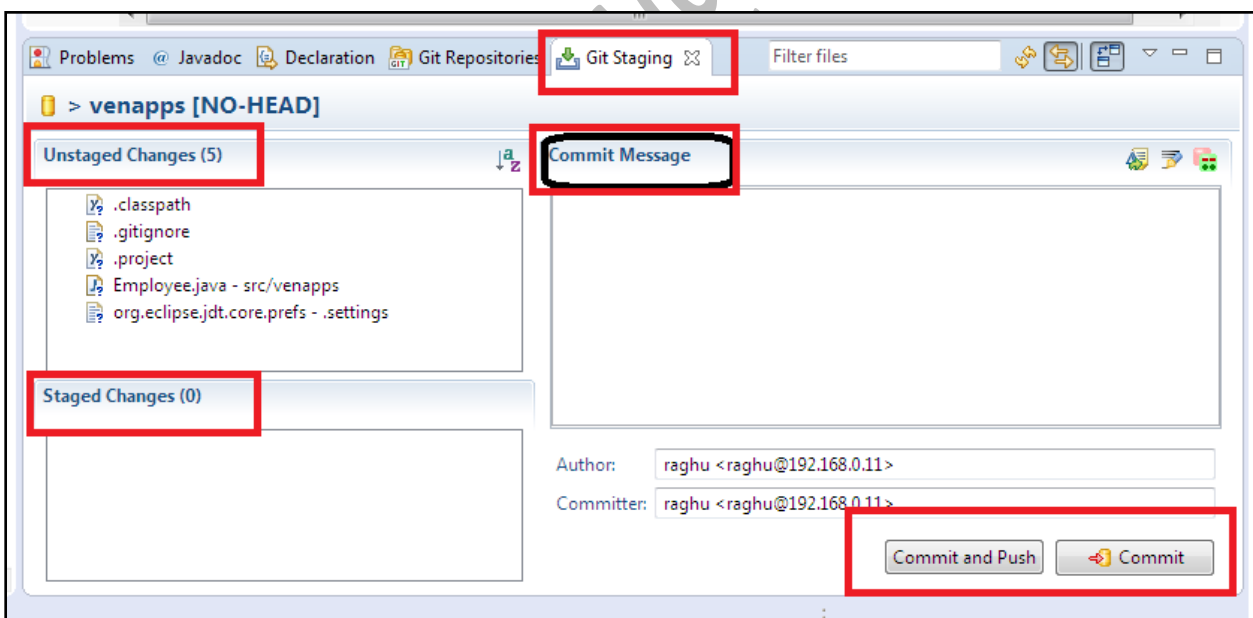 Problems @ Javadoc Declaration Git Repositories Git Staging Filter files
> venapps [NO-HEAD]
Unstaged Changes (5)
.classpath
.gitignore
.project
Employee.java - src/venapps
org.eclipse.jdt.core.prefs - .settings
Staged Changes (0)
Commit Message
Author: raghu <raghu@192.168.0.11>
Committer: raghu <raghu@192.168.0.11>
Commit and Push Commit